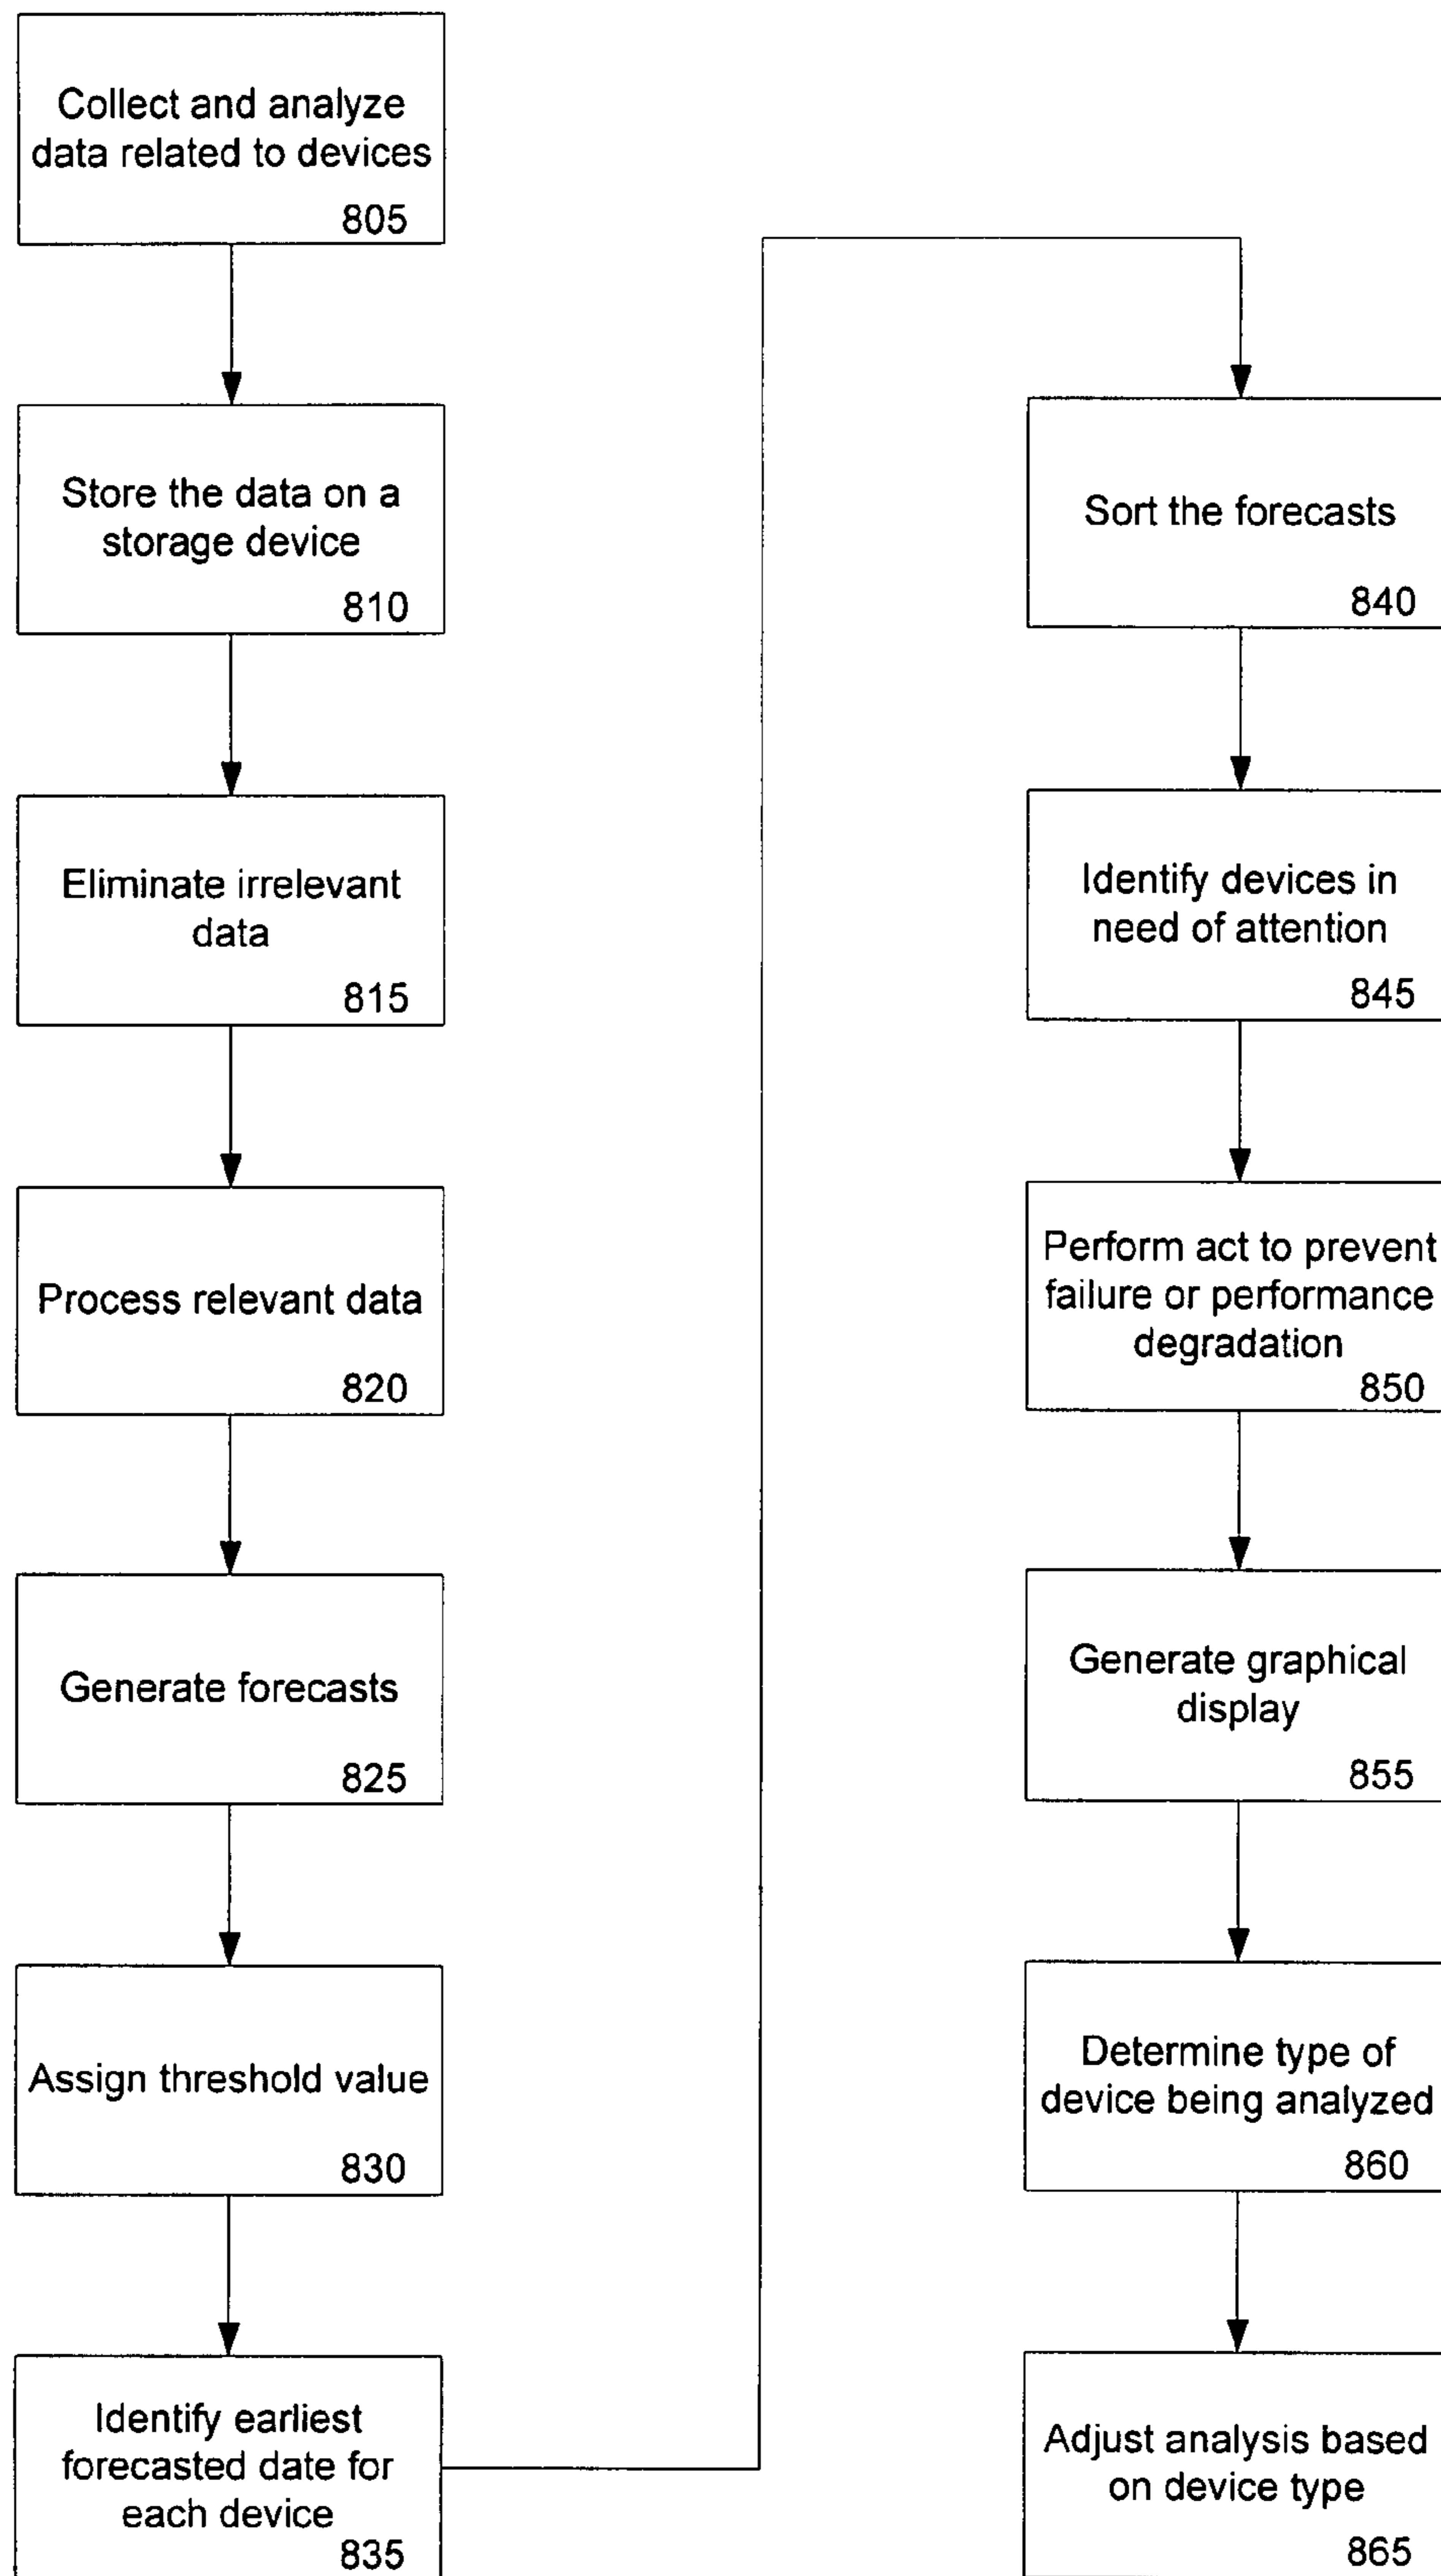 Collect and analyze
data related to devices
805
Store the data on a
storage device
810
Eliminate irrelevant
data
815
Process relevant data
820
Generate forecasts
825
Assign threshold value
830
Identify earliest
forecasted date for
each device
835
Sort the forecasts
840
Identify devices in
need of attention
845
Perform act to prevent
failure or performance
degradation
850
Generate graphical
display
855
Determine type of
device being analyzed
860
Adjust analysis based
on device type
865